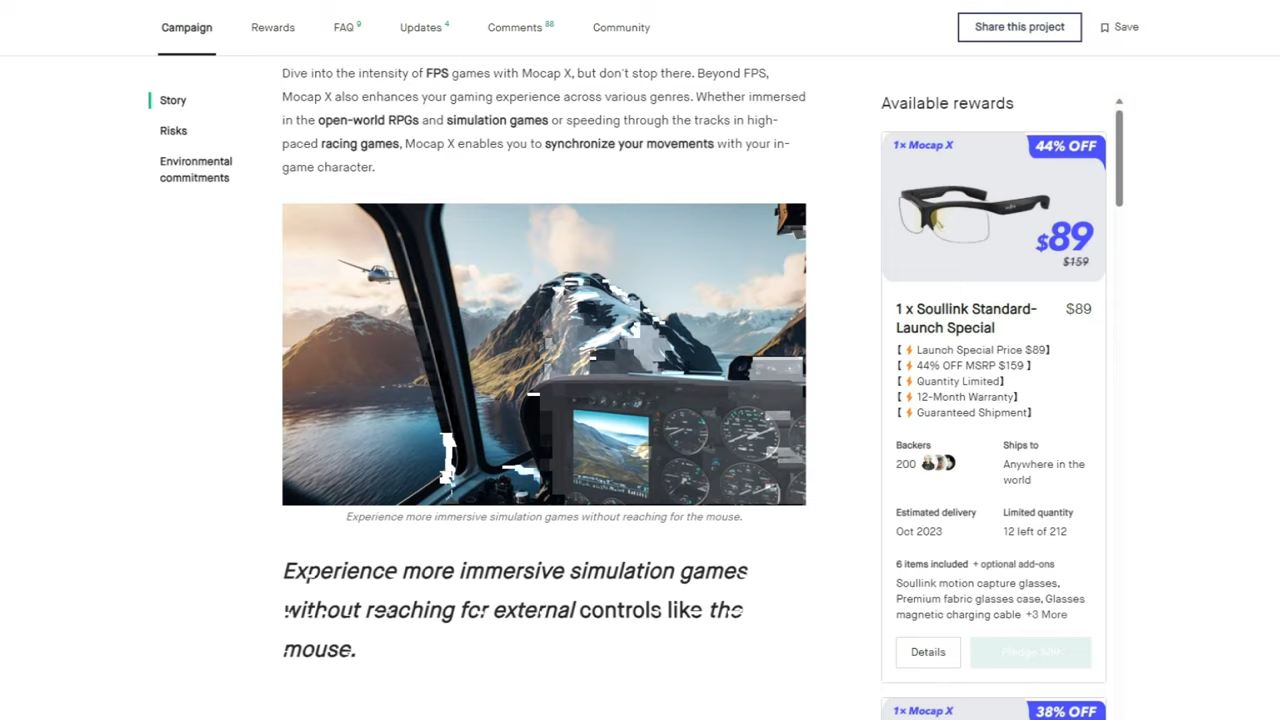 Campaign
Rewards
FAQ 9
Updates 4
Comments 88
Community
Share this project
Save
Story
Risks
Environmental
commitments
Dive into the intensity of FPS games with Mocap X, but don't stop there. Beyond FPS,
Mocap X also enhances your gaming experience across various genres. Whether immersed
in the open-world RPGs and simulation games or speeding through the tracks in high-
paced racing games, Mocap X enables you to synchronize your movements with your in-
game character.
Experience more immersive simulation games without reaching for the mouse.
Experience more immersive simulation games
without reaching for external controls like the
mouse.
Available rewards
1× Mocap X
44% OFF
$89
$159
1 x Soullink Standard-
Launch Special
$89
【⚡Launch Special Price $89】
【⚡44% OFF MSRP $159 】
【⚡Quantity Limited】
【⚡12-Month Warranty】
【⚡Guaranteed Shipment】
Backers
200
Ships to
Anywhere in the
world
Estimated delivery
Oct 2023
Limited quantity
12 left of 212
6 items included + optional add-ons
Soullink motion capture glasses,
Premium fabric glasses case, Glasses
magnetic charging cable +3 More
Details
Pledge $89
1× Mocap X
38% OFF